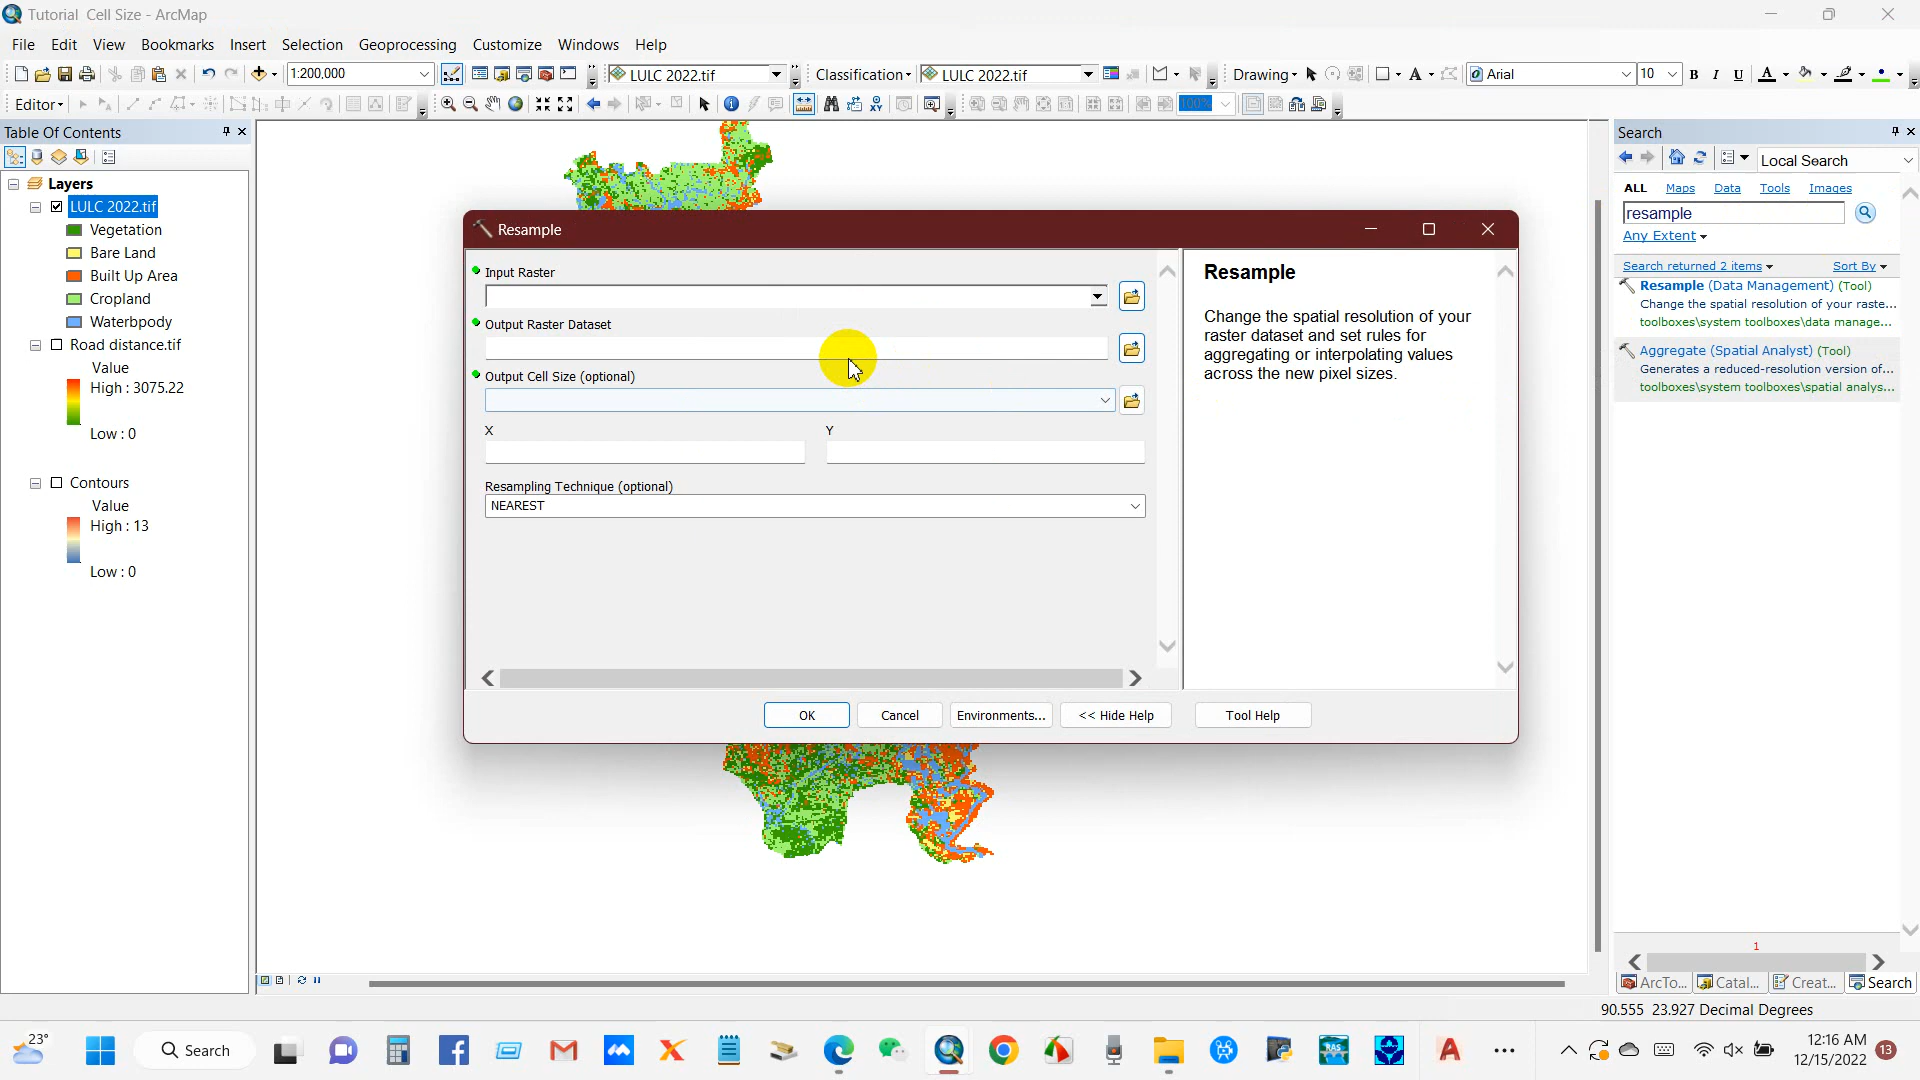 Tutorial Cell Size - ArcMap
File Edit View Bookmarks Insert Selection Geoprocessing Customize Windows Help
1:200,000
LULC 2022.tif
Classification
LULC 2022.tif
Drawing
Arial
10
B I U A
Editor
100%
Table Of Contents
Layers
LULC 2022.tif
Vegetation
Bare Land
Built Up Area
Cropland
Waterbpody
Road distance.tif
Value
High : 3075.22
Low : 0
Contours
Value
High : 13
Low : 0
Resample
Input Raster
Output Raster Dataset
Output Cell Size (optional)
X Y
Resampling Technique (optional)
NEAREST
OK Cancel Environments... << Hide Help Tool Help
Resample
Change the spatial resolution of your
raster dataset and set rules for
aggregating or interpolating values
across the new pixel sizes.
Search
Local Search
ALL Maps Data Tools Images
resample
Any Extent
Search returned 2 items Sort By
Resample (Data Management) (Tool)
Change the spatial resolution of your raste...
toolboxes\system toolboxes\data manage...
Aggregate (Spatial Analyst) (Tool)
Generates a reduced-resolution version of...
toolboxes\system toolboxes\spatial analys...
1
ArcTo... Catal... Creat... Search
90.555 23.927 Decimal Degrees
23°
Search
RAS
12:16 AM
12/15/2022
13